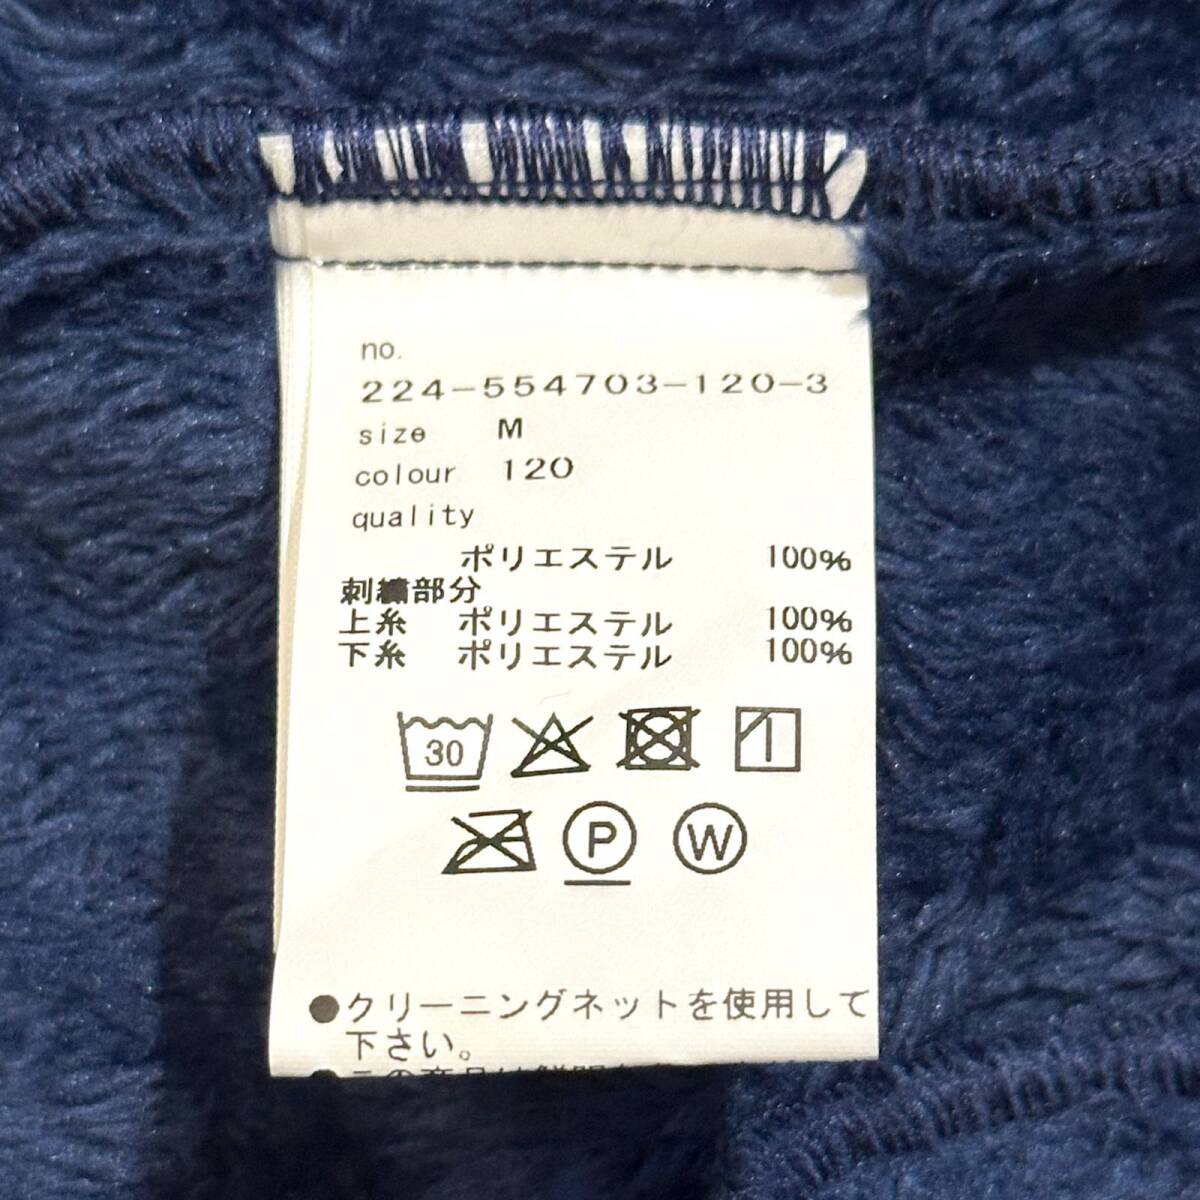 no.
224-554703-120-3
size M
colour 120
quality
ポリエステル 100%
刺繍部分
上糸 ポリエステル 100%
下糸 ポリエステル 100%
30
P W
●クリーニングネットを使用して
下さい。